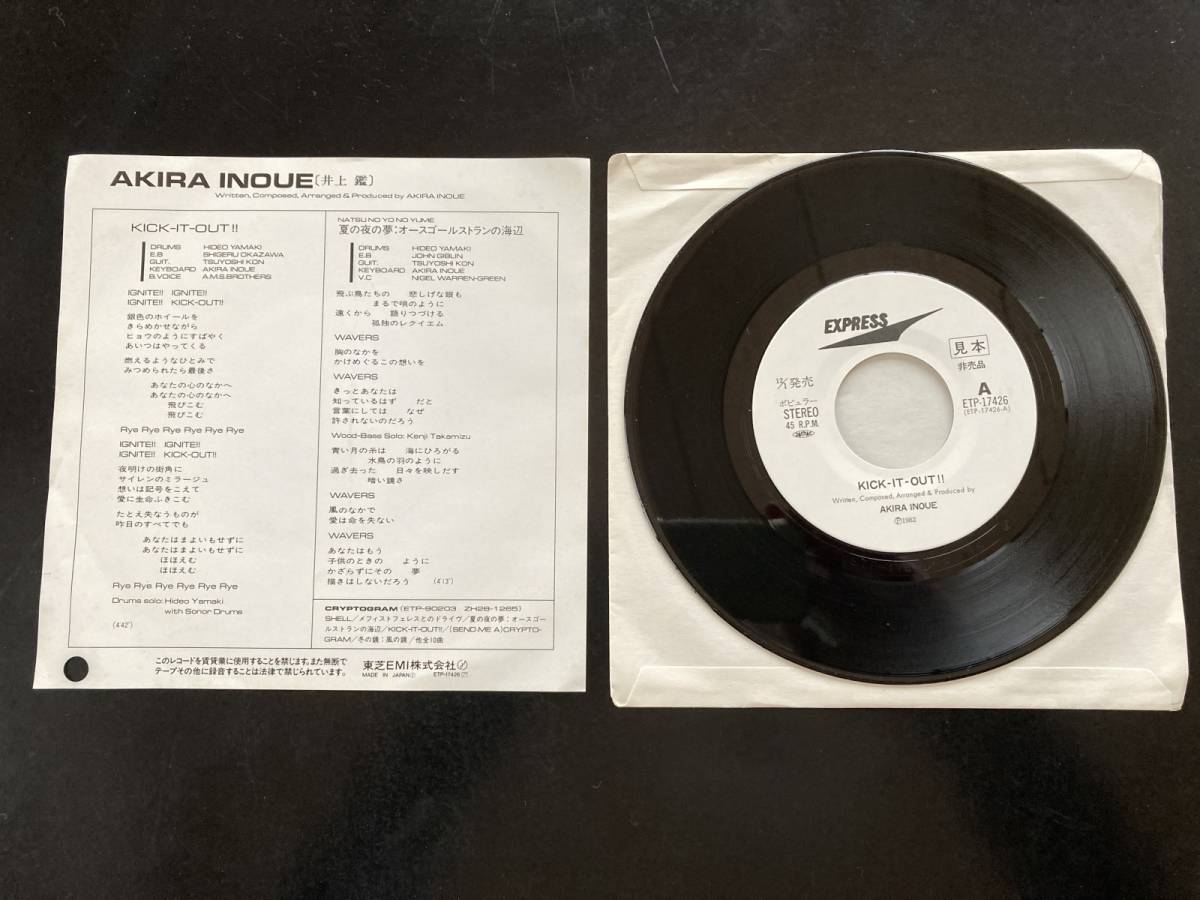 AKIRA INOUE〔井上 鑑〕
Written, Composed, Arranged & Produced by AKIRA INOUE
KICK-IT-OUT!!
DRUMS HIDEO YAMAKI
E.B SHIGERU OKAZAWA
GUIT. TSUYOSHI KON
KEYBOARD AKIRA INOUE
B.VOICE A.M.S.BROTHERS
IGNITE!! IGNITE!!
IGNITE!! KICK-OUT!!
銀色のホイールを
きらめかせながら
ヒョウのようにすばやく
あいつはやってくる
燃えるようなひとみで
みつめられたら最後さ
あなたの心のなかへ
あなたの心のなかへ
飛びこむ
飛びこむ
Rye Rye Rye Rye Rye Rye
IGNITE!! IGNITE!!
IGNITE!! KICK-OUT!!
夜明けの街角に
サイレンのミラージュ
想いは記号をこえて
愛に生命ふきこむ
たとえ失なうものが
昨日のすべてでも
あなたはまよいもせずに
あなたはまよいもせずに
ほほえむ
ほほえむ
Rye Rye Rye Rye Rye Rye
Drums solo: Hideo Yamaki
with Sonor Drums
(4'42")
NATSU NO YO NO YUME
夏の夜の夢:オースゴールストランの海辺
DRUMS HIDEO YAMAKI
E.B JOHN GIBLIN
GUIT. TSUYOSHI KON
KEYBOARD AKIRA INOUE
V.C NIGEL WARREN-GREEN
飛ぶ鳥たちの 悲しげな眼も
まるで唄のように
遠くから 語りつづける
孤独のレクイエム
WAVERS
胸のなかを
かけめぐるこの想いを
WAVERS
きっとあなたは
知っているはず だと
言葉にしては なぜ
許されないのだろう
Wood-Bass Solo: Kenji Takamizu
青い月の糸は 海にひろがる
水鳥の羽のように
過ぎ去った 日々を映しだす
暗い鏡さ
WAVERS
風のなかで
愛は命を失ない
WAVERS
あなたはもう
子供のときの ように
かざらずにその 夢
描きはしないだろう (4'13")
CRYPTOGRAM (ETP-90203 ZH28-1265)
SHELL/メフィストフェレスとのドライヴ/夏の夜の夢:オースゴー
ルストランの海辺/KICK-IT-OUT!!/(SEND ME A) CRYPTO-
GRAM/冬の鏡:風の鏡/他全10曲
このレコードを賃貸業に使用することを禁じます。また無断で
テープその他に録音することは法律で禁じられています。
東芝EMI株式会社
MADE IN JAPAN ETP-17426
EXPRESS
見本
非売品
12/1発売
ポピュラー
STEREO
45 R.P.M.
A
ETP-17426
(ETP-17426-A)
KICK-IT-OUT!!
Written, Composed, Arranged & Produced by
AKIRA INOUE
Ⓟ1982